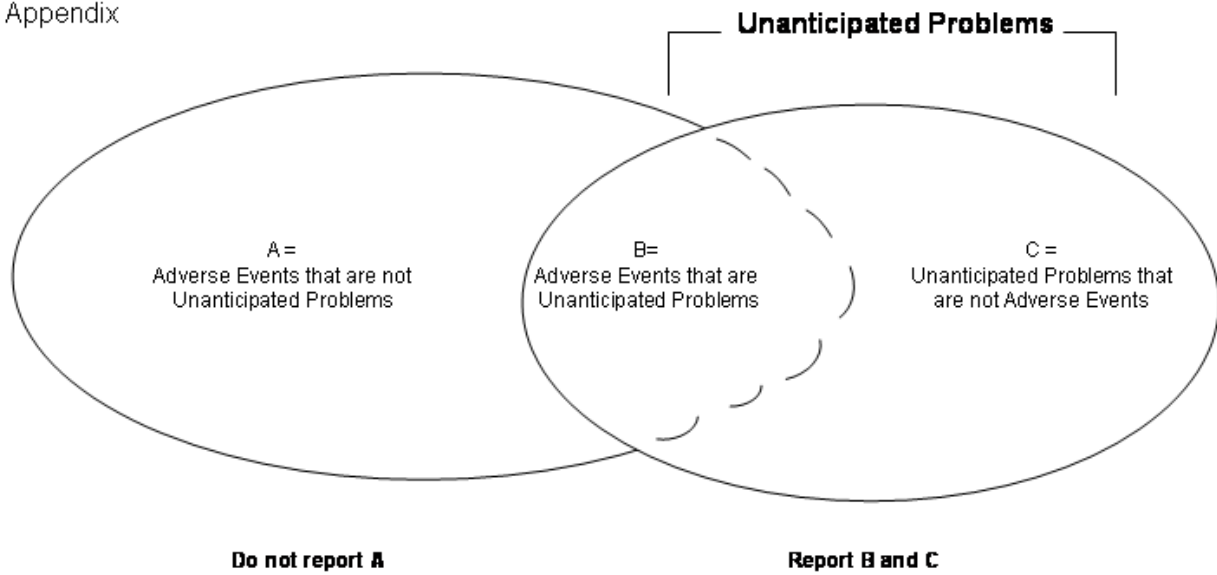 Appendix
Unanticipated Problems
A =
Adverse Events that are not
Unanticipated Problems
B=
Adverse Events that are
Unanticipated Problems
C =
Unanticipated Problems that
are not Adverse Events
Do not report A
Report B and C